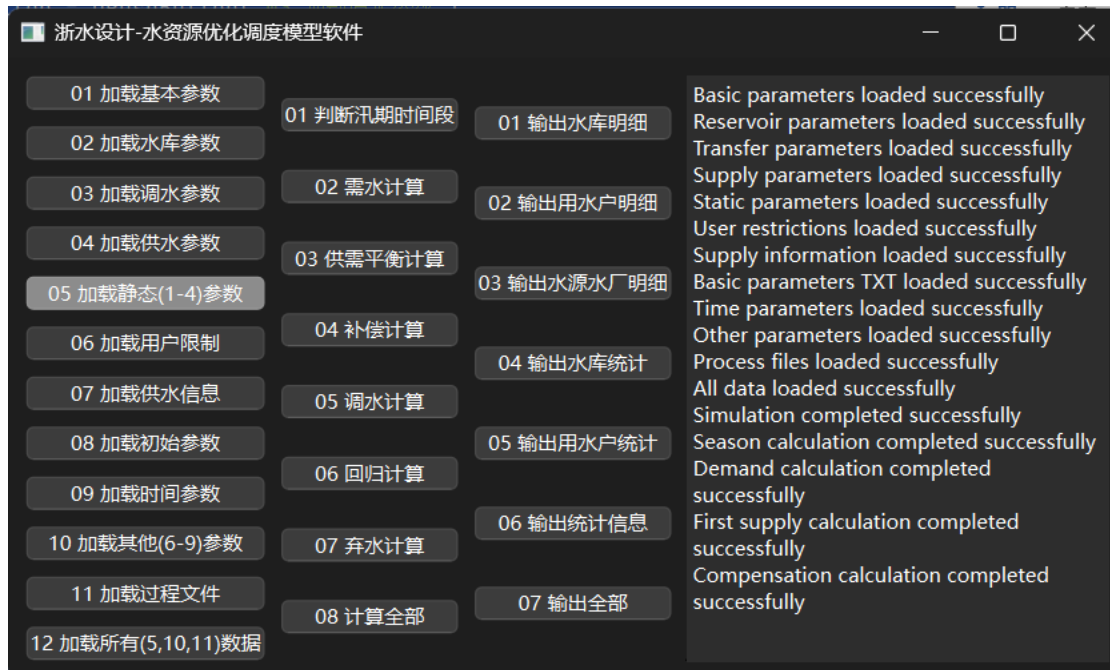 浙水设计-水资源优化调度模型软件
01 加载基本参数
02 加载水库参数
03 加载调水参数
04 加载供水参数
05 加载静态(1-4)参数
06 加载用户限制
07 加载供水信息
08 加载初始参数
09 加载时间参数
10 加载其他(6-9)参数
11 加载过程文件
12 加载所有(5,10,11)数据
01 判断汛期时间段
02 需水计算
03 供需平衡计算
04 补偿计算
05 调水计算
06 回归计算
07 弃水计算
08 计算全部
01 输出水库明细
02 输出用水户明细
03 输出水源水厂明细
04 输出水库统计
05 输出用水户统计
06 输出统计信息
07 输出全部
Basic parameters loaded successfully
Reservoir parameters loaded successfully
Transfer parameters loaded successfully
Supply parameters loaded successfully
Static parameters loaded successfully
User restrictions loaded successfully
Supply information loaded successfully
Basic parameters TXT loaded successfully
Time parameters loaded successfully
Other parameters loaded successfully
Process files loaded successfully
All data loaded successfully
Simulation completed successfully
Season calculation completed successfully
Demand calculation completed
successfully
First supply calculation completed
successfully
Compensation calculation completed
successfully